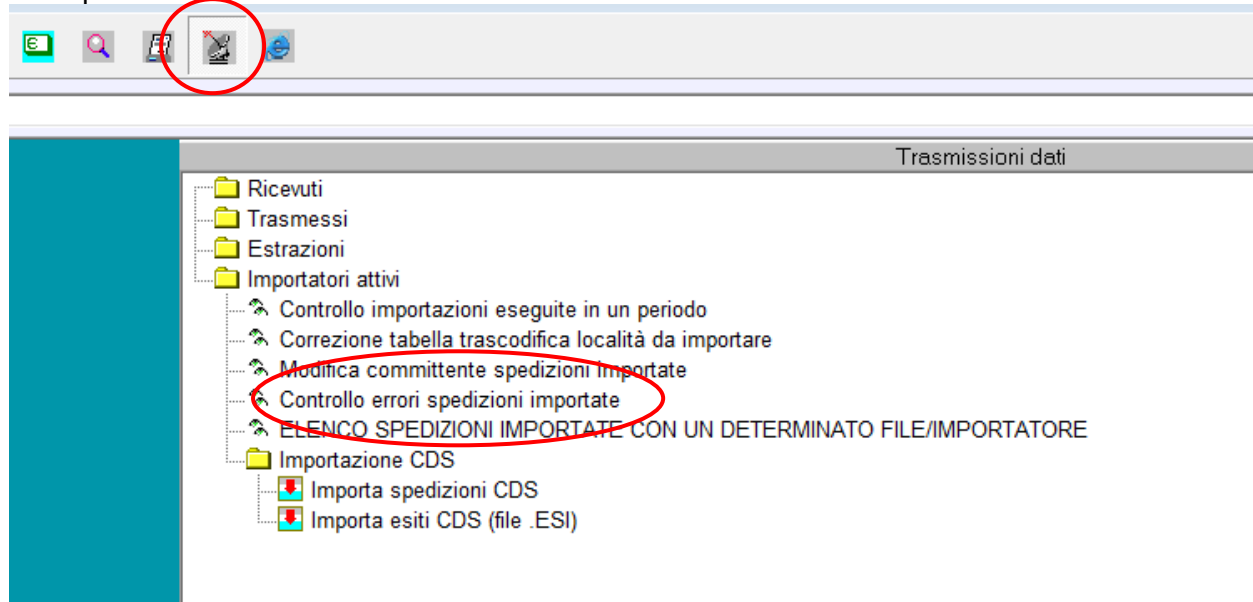 Trasmissioni dati
Ricevuti
Trasmessi
Estrazioni
Importatori attivi
Controllo importazioni eseguite in un periodo
Correzione tabella trascodifica località da importare
Modifica committente spedizioni importate
Controllo errori spedizioni importate
ELENCO SPEDIZIONI IMPORTATE CON UN DETERMINATO FILE/IMPORTATORE
Importazione CDS
Importa spedizioni CDS
Importa esiti CDS (file .ESI)